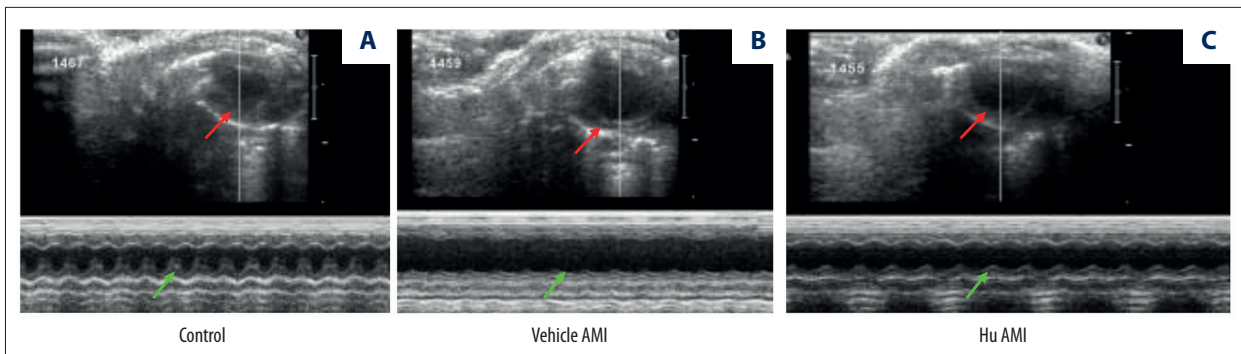 A
B
C
1467
1459
1455
Control
Vehicle AMI
Hu AMI